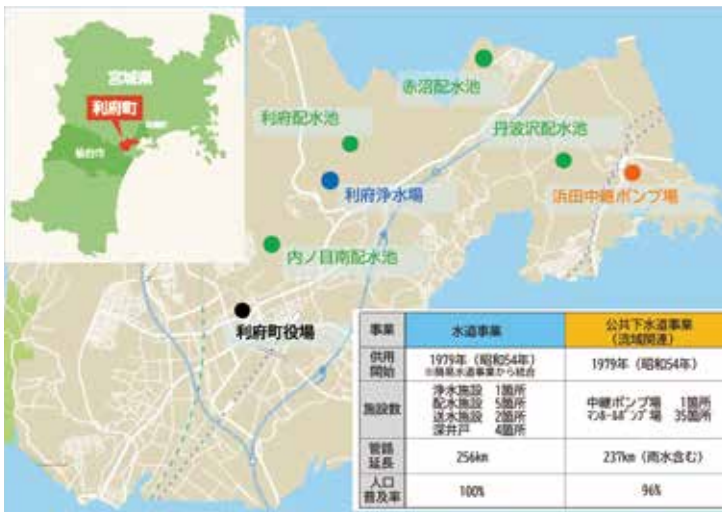 宮城県
利府町
仙台市
赤沼配水池
利府配水池
丹波沢配水池
利府浄水場
浜田中継ポンプ場
内ノ目南配水池
利府町役場
事業 水道事業 公共下水道事業
(流域関連)
供用
開始 1979年(昭和54年)
※簡易水道事業から統合 1979年(昭和54年)
施設数 浄水施設 1箇所
配水施設 5箇所
送水施設 2箇所
深井戸 4箇所
中継ポンプ場 1箇所
マンホールポンプ場 35箇所
管路
延長 256km 237km(雨水含む)
人口
普及率 100% 96%